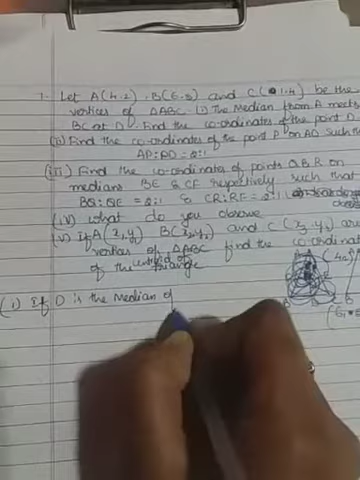 7. Let A(4,2), B(6,5) and C(1,4) be the
vertices of ΔABC. (i) The Median from A meets
BC at D. Find the co-ordinates of the point D.
(ii) Find the co-ordinates of the point P on AD such tha
AP:PD = 2:1
(iii) Find the co-ordinates of points Q & R on
medians BE & CF respectively such that
BQ:QE = 2:1 & CR:RF = 2:1
(iv) what do you observe
(v) If A(x₁,y₁) B(x₂,y₂) and C(x₃,y₃) are
vertices of ΔABC find the co-ordinat
of the centroid of triangle
(i) If D is the Median of